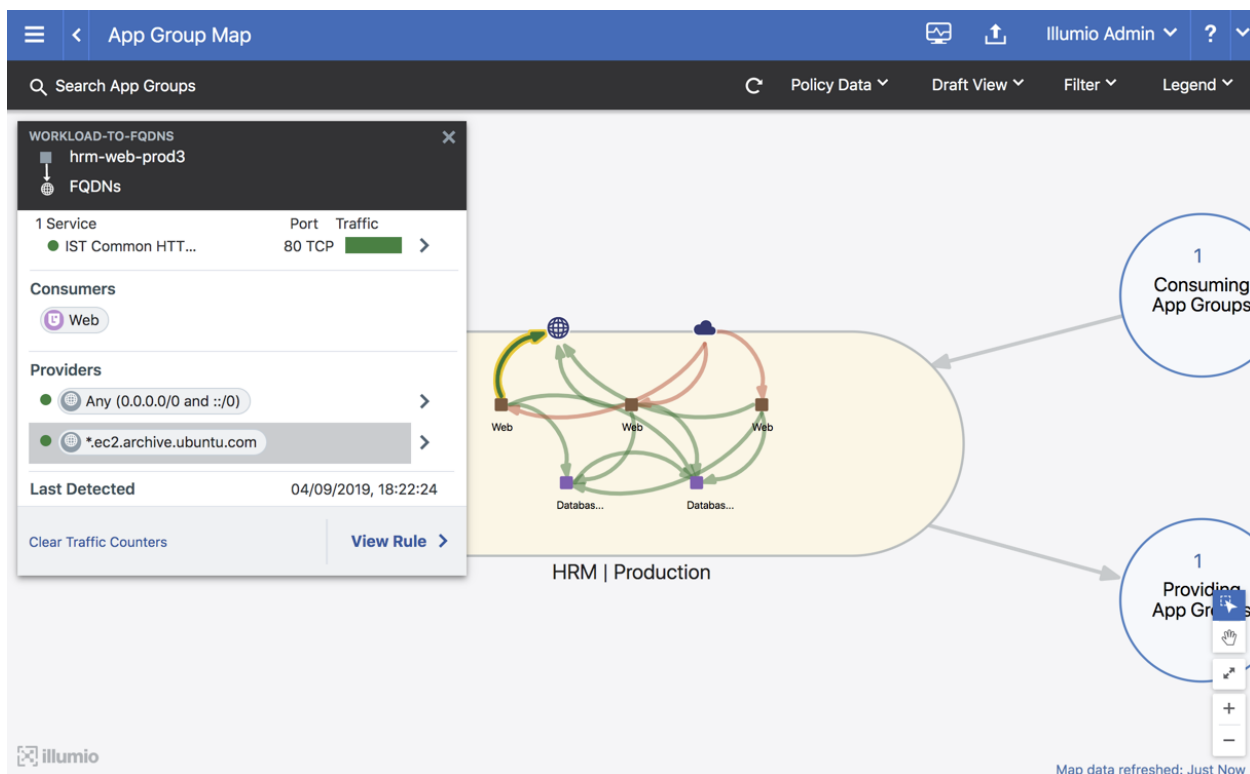 App Group Map
Illumio Admin
?
Search App Groups
Policy Data
Draft View
Filter
Legend
WORKLOAD-TO-FQDNS
hrm-web-prod3
FQDNs
1 Service Port Traffic
IST Common HTT... 80 TCP
Consumers
Web
Providers
Any (0.0.0.0/0 and ::/0)
*.ec2.archive.ubuntu.com
Last Detected 04/09/2019, 18:22:24
Clear Traffic Counters
View Rule
Web
Web
Web
Databas...
Databas...
HRM | Production
1
Consuming
App Groups
1
Providing
App Groups
illumio
Map data refreshed: Just Now